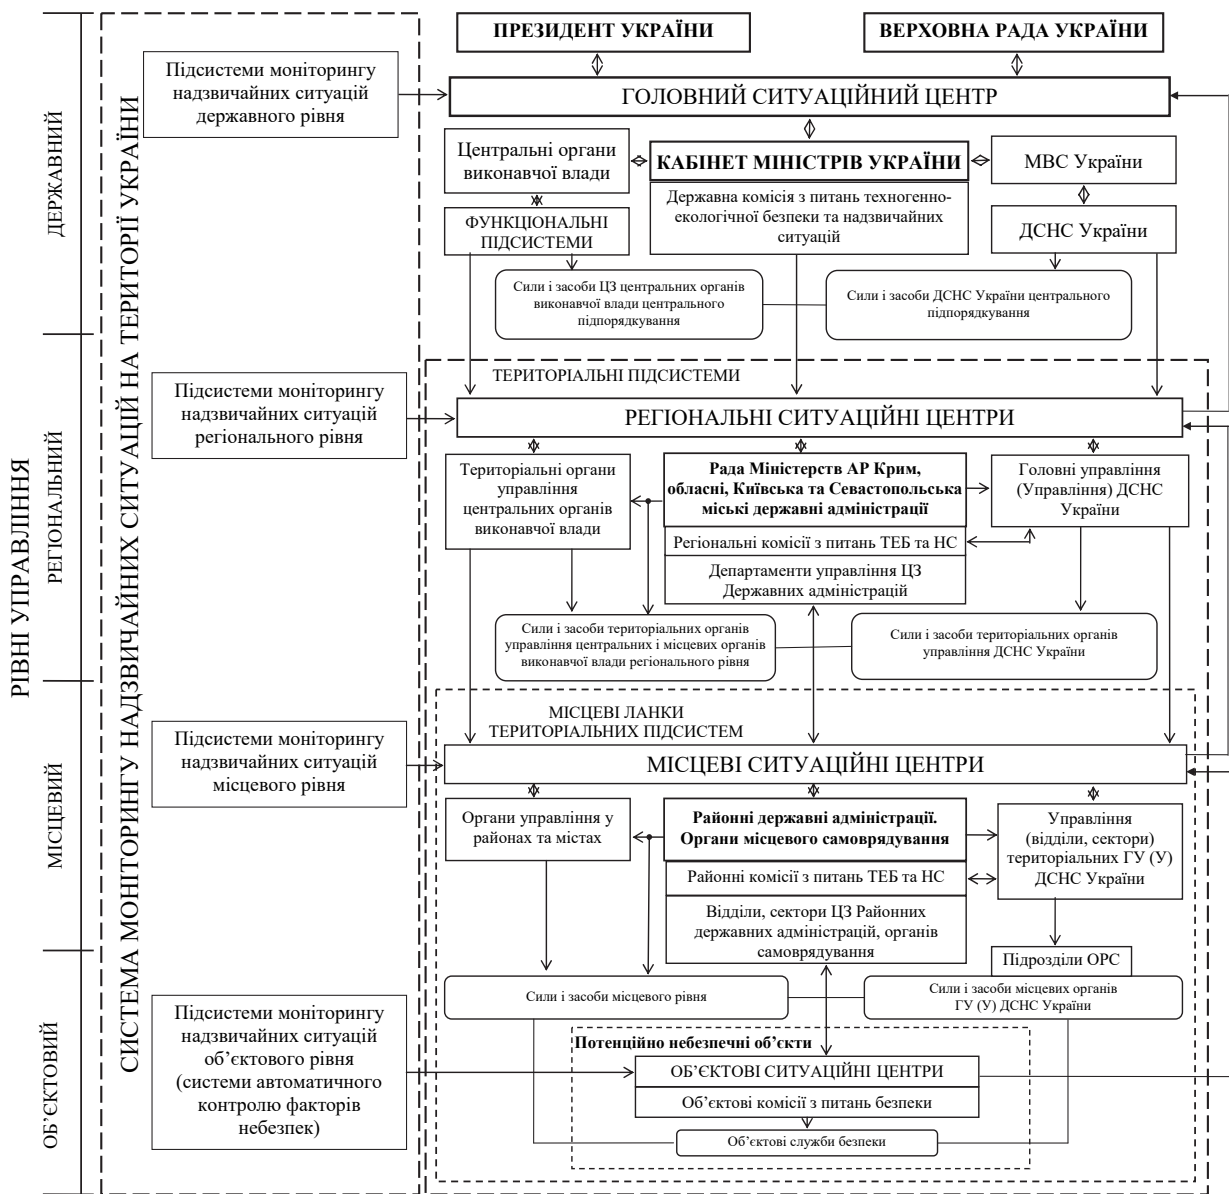 РІВНІ УПРАВЛІННЯ
ДЕРЖАВНИЙ
РЕГІОНАЛЬНИЙ
МІСЦЕВИЙ
ОБ’ЄКТОВИЙ
СИСТЕМА МОНІТОРИНГУ НАДЗВИЧАЙНИХ СИТУАЦІЙ НА ТЕРИТОРІЇ УКРАЇНИ
ПРЕЗИДЕНТ УКРАЇНИ
ВЕРХОВНА РАДА УКРАЇНИ
Підсистеми моніторингу
надзвичайних ситуацій
державного рівня
ГОЛОВНИЙ СИТУАЦІЙНИЙ ЦЕНТР
Центральні органи
виконавчої влади
КАБІНЕТ МІНІСТРІВ УКРАЇНИ
МВС України
Державна комісія з питань техногенно-
екологічної безпеки та надзвичайних
ситуацій
ФУНКЦІОНАЛЬНІ
ПІДСИСТЕМИ
ДСНС України
Сили і засоби ЦЗ центральних органів
виконавчої влади центрального
підпорядкування
Сили і засоби ДСНС України центрального
підпорядкування
ТЕРИТОРІАЛЬНІ ПІДСИСТЕМИ
Підсистеми моніторингу
надзвичайних ситуацій
регіонального рівня
РЕГІОНАЛЬНІ СИТУАЦІЙНІ ЦЕНТРИ
Територіальні органи
управління
центральних органів
виконавчої влади
Рада Міністерств АР Крим,
обласні, Київська та Севастопольська
міські державні адміністрації
Головні управління
(Управління) ДСНС
України
Регіональні комісії з питань ТЕБ та НС
Департаменти управління ЦЗ
Державних адміністрацій
Сили і засоби територіальних органів
управління центральних і місцевих органів
виконавчої влади регіонального рівня
Сили і засоби територіальних органів
управління ДСНС України
МІСЦЕВІ ЛАНКИ
ТЕРИТОРІАЛЬНИХ ПІДСИСТЕМ
Підсистеми моніторингу
надзвичайних ситуацій
місцевого рівня
МІСЦЕВІ СИТУАЦІЙНІ ЦЕНТРИ
Органи управління у
районах та містах
Районні державні адміністрації.
Органи місцевого самоврядування
Управління
(відділи, сектори)
територіальних ГУ (У)
ДСНС України
Районні комісії з питань ТЕБ та НС
Відділи, сектори ЦЗ Районних
державних адміністрацій, органів
самоврядування
Підрозділи ОРС
Сили і засоби місцевого рівня
Сили і засоби місцевих органів
ГУ (У) ДСНС України
Підсистеми моніторингу
надзвичайних ситуацій
об’єктового рівня
(системи автоматичного
контролю факторів
небезпек)
Потенційно небезпечні об’єкти
ОБ’ЄКТОВІ СИТУАЦІЙНІ ЦЕНТРИ
Об’єктові комісії з питань безпеки
Об’єктові служби безпеки